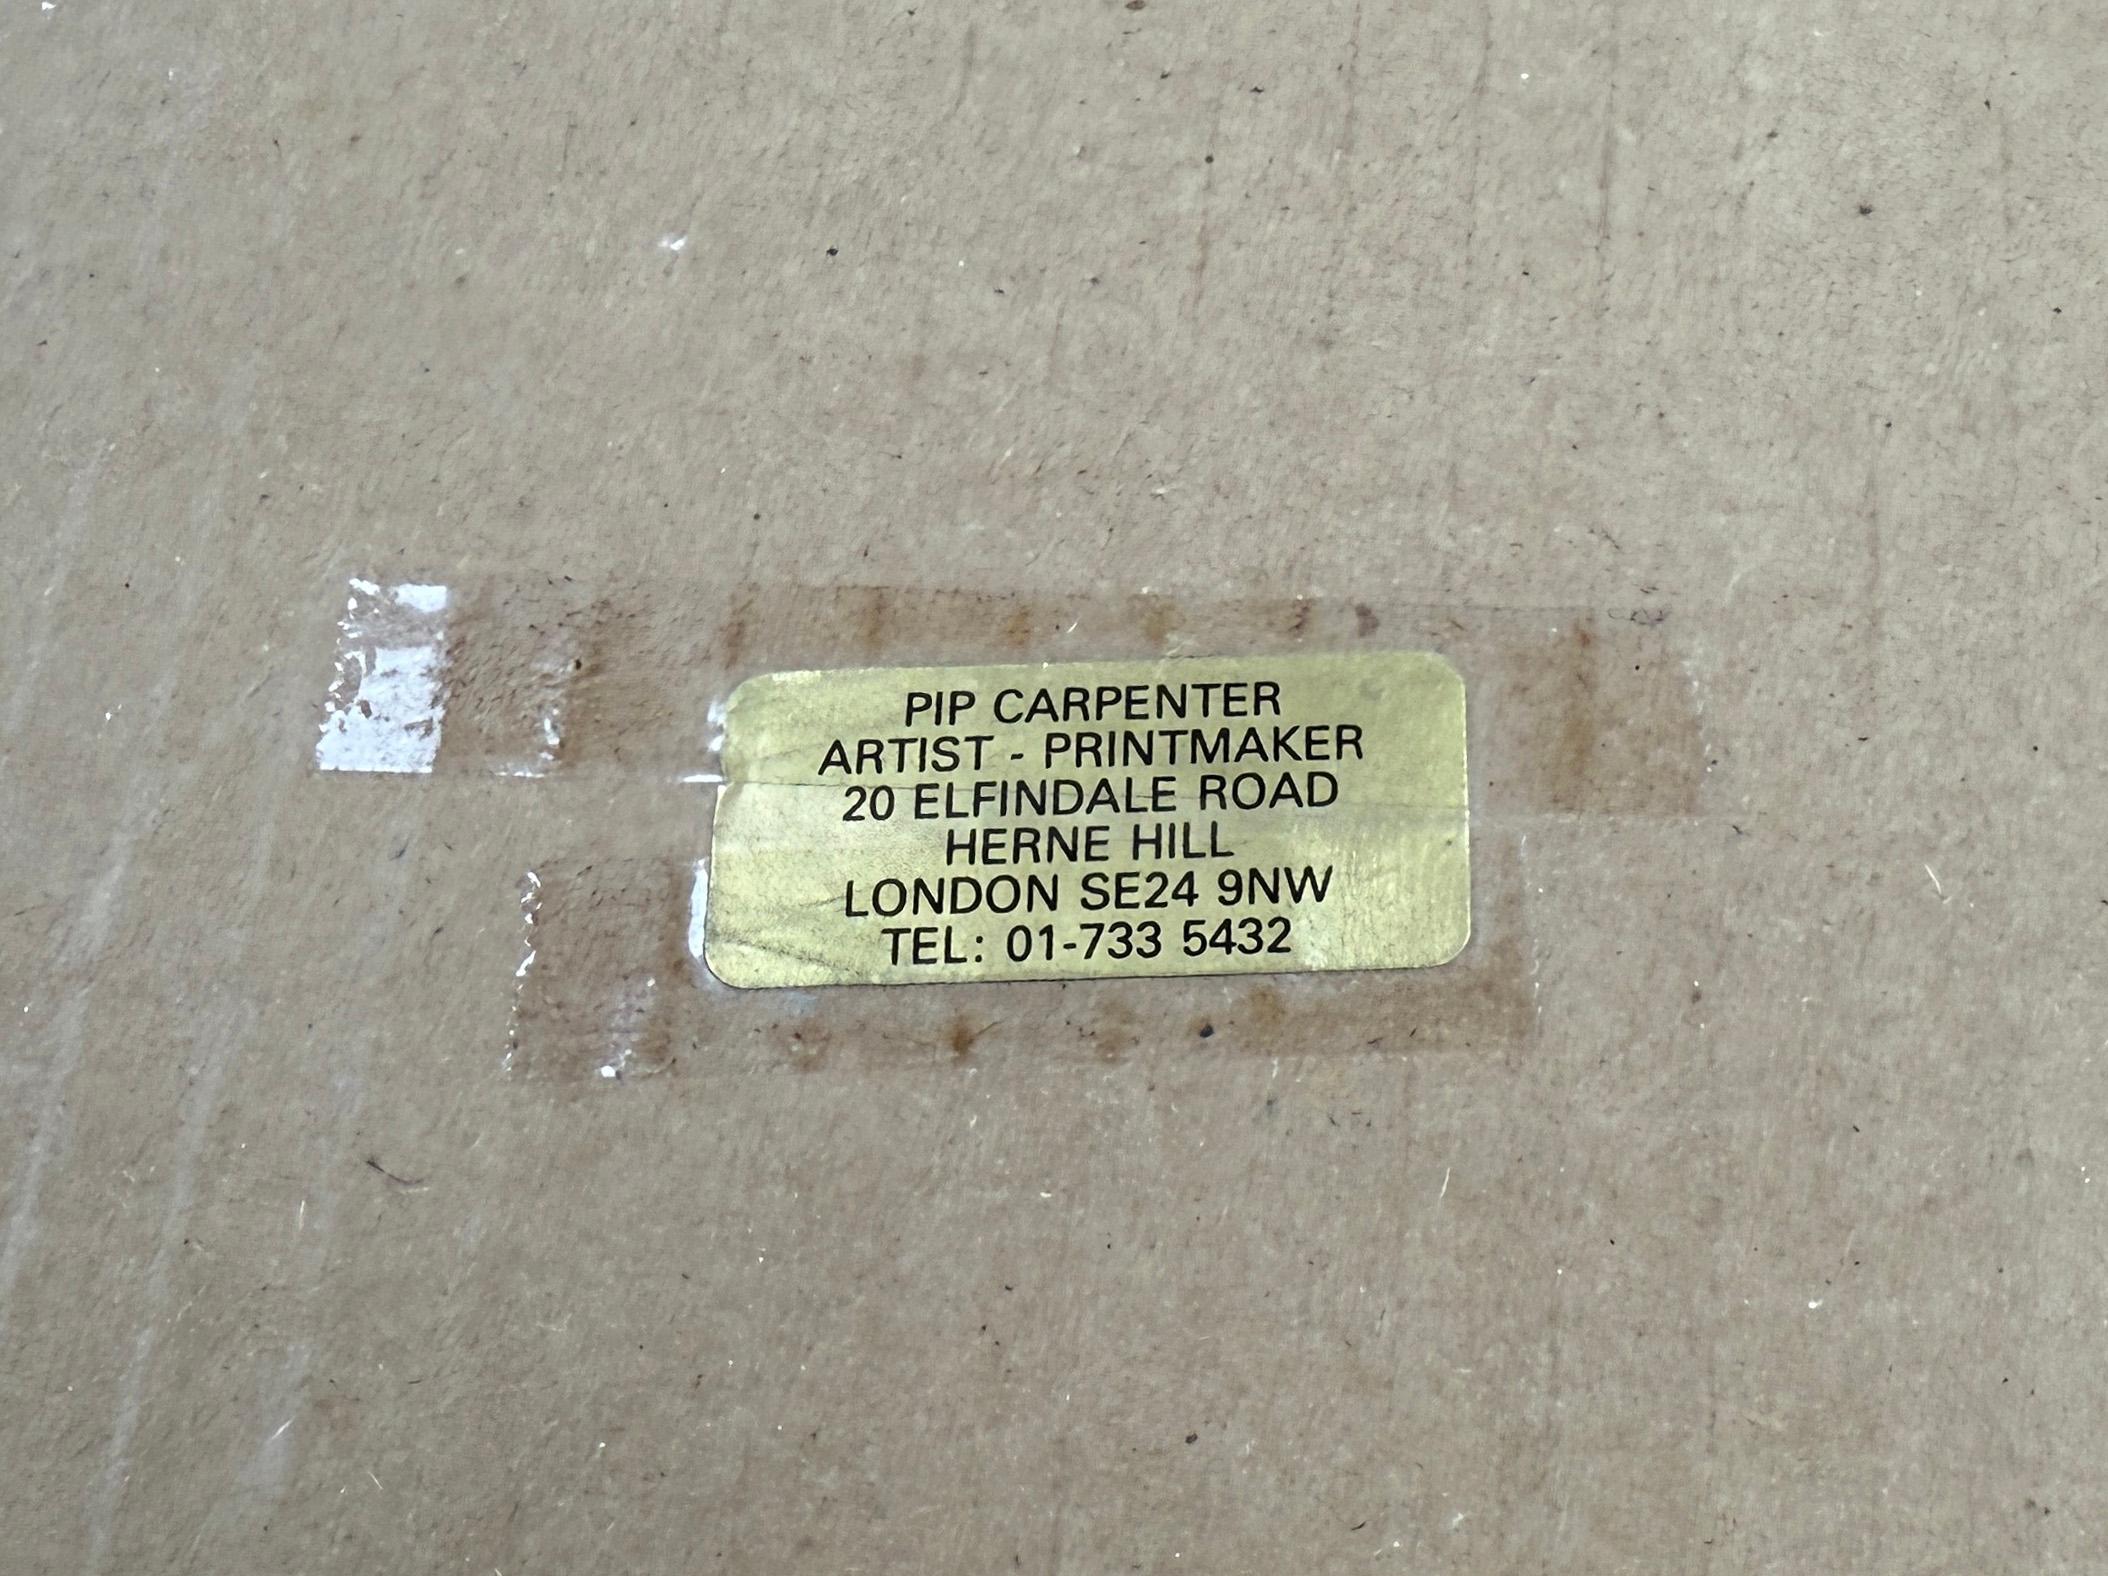 PIP CARPENTER
ARTIST - PRINTMAKER
20 ELFINDALE ROAD
HERNE HILL
LONDON SE24 9NW
TEL: 01-733 5432